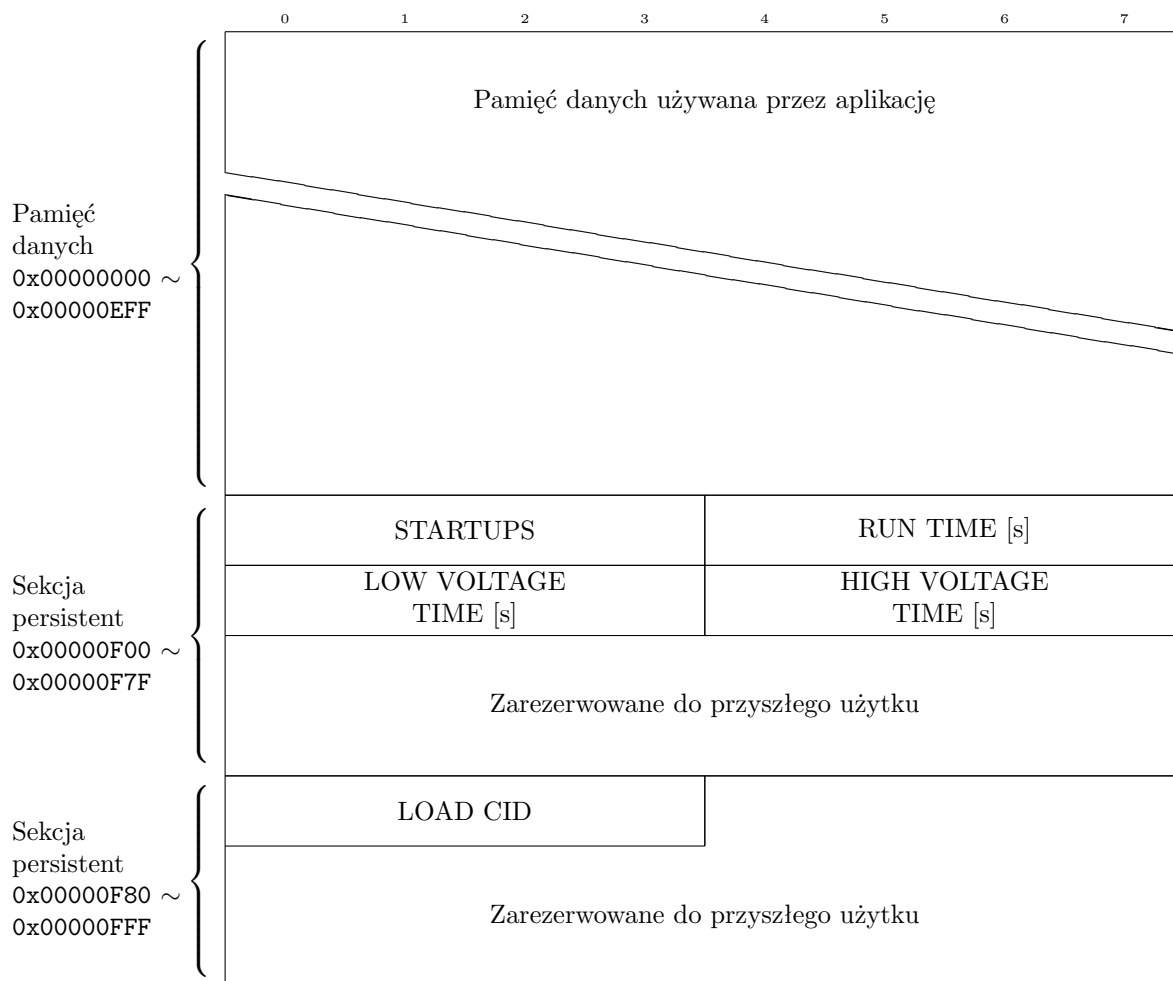 0 1 2 3 4 5 6 7
Pamięć danych używana przez aplikację
Pamięć
danych
0x00000000 ∼
0x00000EFF
STARTUPS
RUN TIME [s]
LOW VOLTAGE
TIME [s]
HIGH VOLTAGE
TIME [s]
Sekcja
persistent
0x00000F00 ∼
0x00000F7F
Zarezerwowane do przyszłego użytku
LOAD CID
Sekcja
persistent
0x00000F80 ∼
0x00000FFF
Zarezerwowane do przyszłego użytku